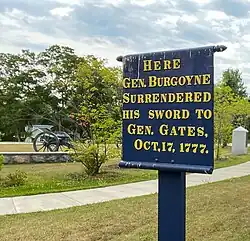 HERE
GEN. BURGOYNE
SURRENDERED
HIS SWORD TO
GEN. GATES,
OCT, 17, 1777.